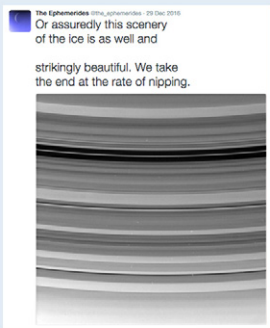 The Ephemerides @the_ephemerides · 29 Dec 2016
Or assuredly this scenery
of the ice is as well and
strikingly beautiful. We take
the end at the rate of nipping.